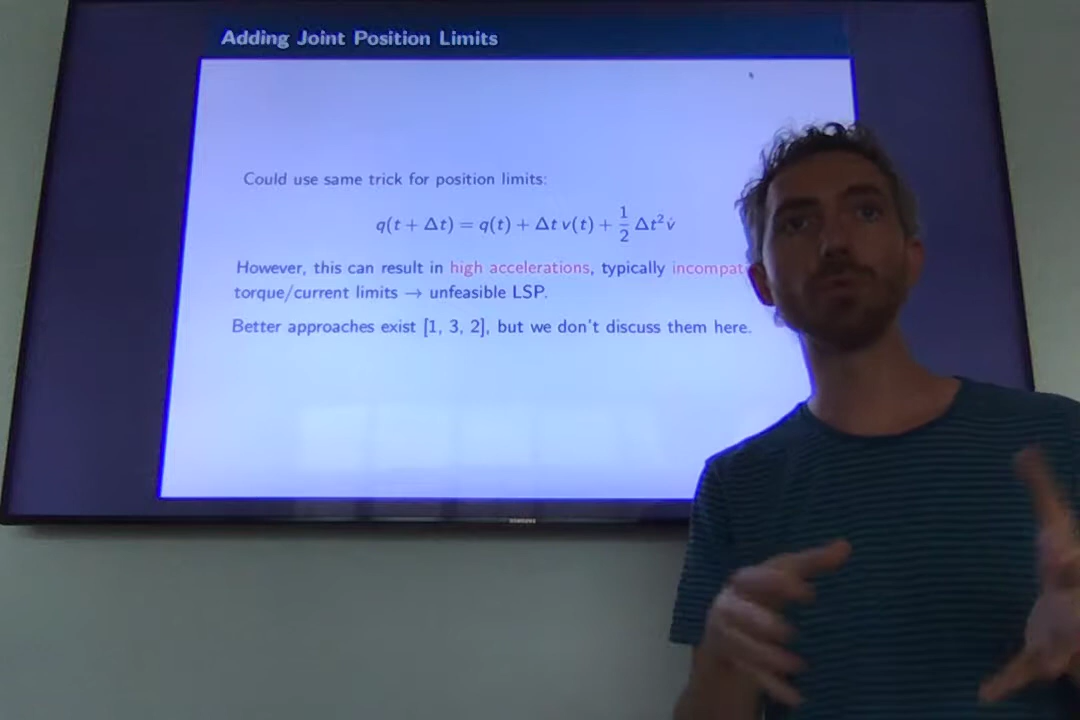 Adding Joint Position Limits
Could use same trick for position limits:
q(t + Δt) = q(t) + Δt v(t) + 1/2 Δt² v̇
However, this can result in high accelerations, typically
torque/current limits → unfeasible LSP.
Better approaches exist [1, 3, 2], but we don't discuss them here.
SAMSUNG